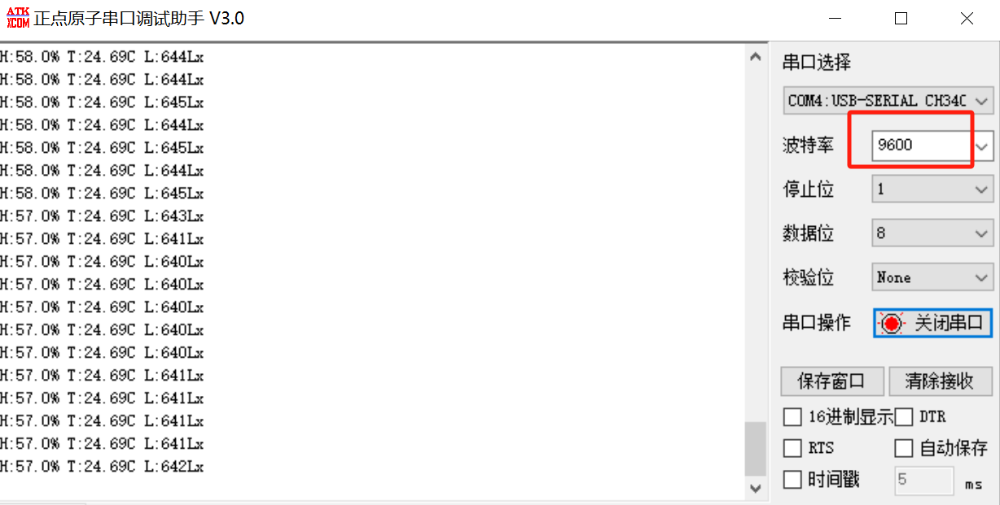 ATK
XCOM 正点原子串口调试助手 V3.0
H:58.0% T:24.69C L:644Lx
H:58.0% T:24.69C L:644Lx
H:58.0% T:24.69C L:645Lx
H:58.0% T:24.69C L:644Lx
H:58.0% T:24.69C L:645Lx
H:58.0% T:24.69C L:644Lx
H:58.0% T:24.69C L:645Lx
H:57.0% T:24.69C L:643Lx
H:57.0% T:24.69C L:641Lx
H:57.0% T:24.69C L:640Lx
H:57.0% T:24.69C L:640Lx
H:57.0% T:24.69C L:640Lx
H:57.0% T:24.69C L:640Lx
H:57.0% T:24.69C L:640Lx
H:57.0% T:24.69C L:641Lx
H:57.0% T:24.69C L:641Lx
H:57.0% T:24.69C L:641Lx
H:57.0% T:24.69C L:641Lx
H:57.0% T:24.69C L:642Lx
串口选择
COM4:USB-SERIAL CH34
波特率 9600
停止位 1
数据位 8
校验位 None
串口操作 关闭串口
保存窗口 清除接收
16进制显示 DTR
RTS 自动保存
时间戳 5 ms